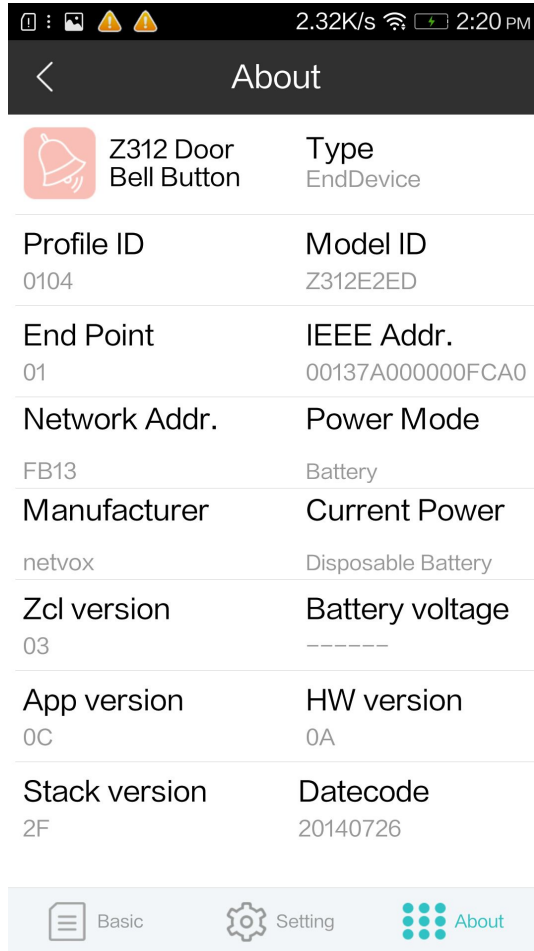 2.32K/s 2:20 PM
About
Z312 Door
Bell Button
Type
EndDevice
Profile ID
0104
Model ID
Z312E2ED
End Point
01
IEEE Addr.
00137A000000FCA0
Network Addr.
FB13
Power Mode
Battery
Manufacturer
netvox
Current Power
Disposable Battery
Zcl version
03
Battery voltage
------
App version
0C
HW version
0A
Stack version
2F
Datecode
20140726
Basic
Setting
About